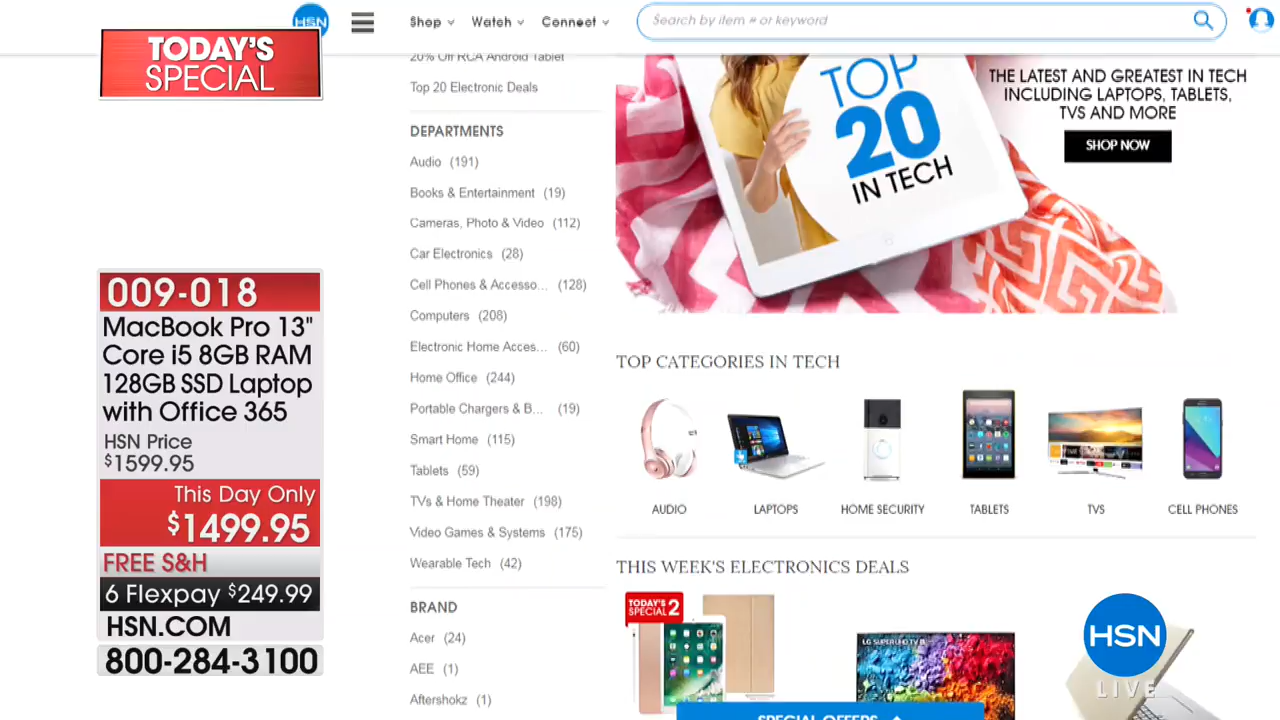 HSN
Shop
Watch
Connect
Search by item # or keyword
TODAY'S
SPECIAL
009-018
MacBook Pro 13"
Core i5 8GB RAM
128GB SSD Laptop
with Office 365
HSN Price
$1599.95
This Day Only
$1499.95
FREE S&H
6 Flexpay $249.99
HSN.COM
800-284-3100
20% Off RCA Android Tablet
Top 20 Electronic Deals
DEPARTMENTS
Audio (191)
Books & Entertainment (19)
Cameras, Photo & Video (112)
Car Electronics (28)
Cell Phones & Accesso... (128)
Computers (208)
Electronic Home Acces... (60)
Home Office (244)
Portable Chargers & B... (19)
Smart Home (115)
Tablets (59)
TVs & Home Theater (198)
Video Games & Systems (175)
Wearable Tech (42)
BRAND
Acer (24)
AEE (1)
Aftershokz (1)
TOP
20
IN TECH
THE LATEST AND GREATEST IN TECH
INCLUDING LAPTOPS, TABLETS,
TVS AND MORE
SHOP NOW
TOP CATEGORIES IN TECH
AUDIO
LAPTOPS
HOME SECURITY
TABLETS
TVS
CELL PHONES
THIS WEEK'S ELECTRONICS DEALS
TODAY'S
SPECIAL 2
LG SUPER UHD TV
SPECIAL OFFERS
HSN
LIVE